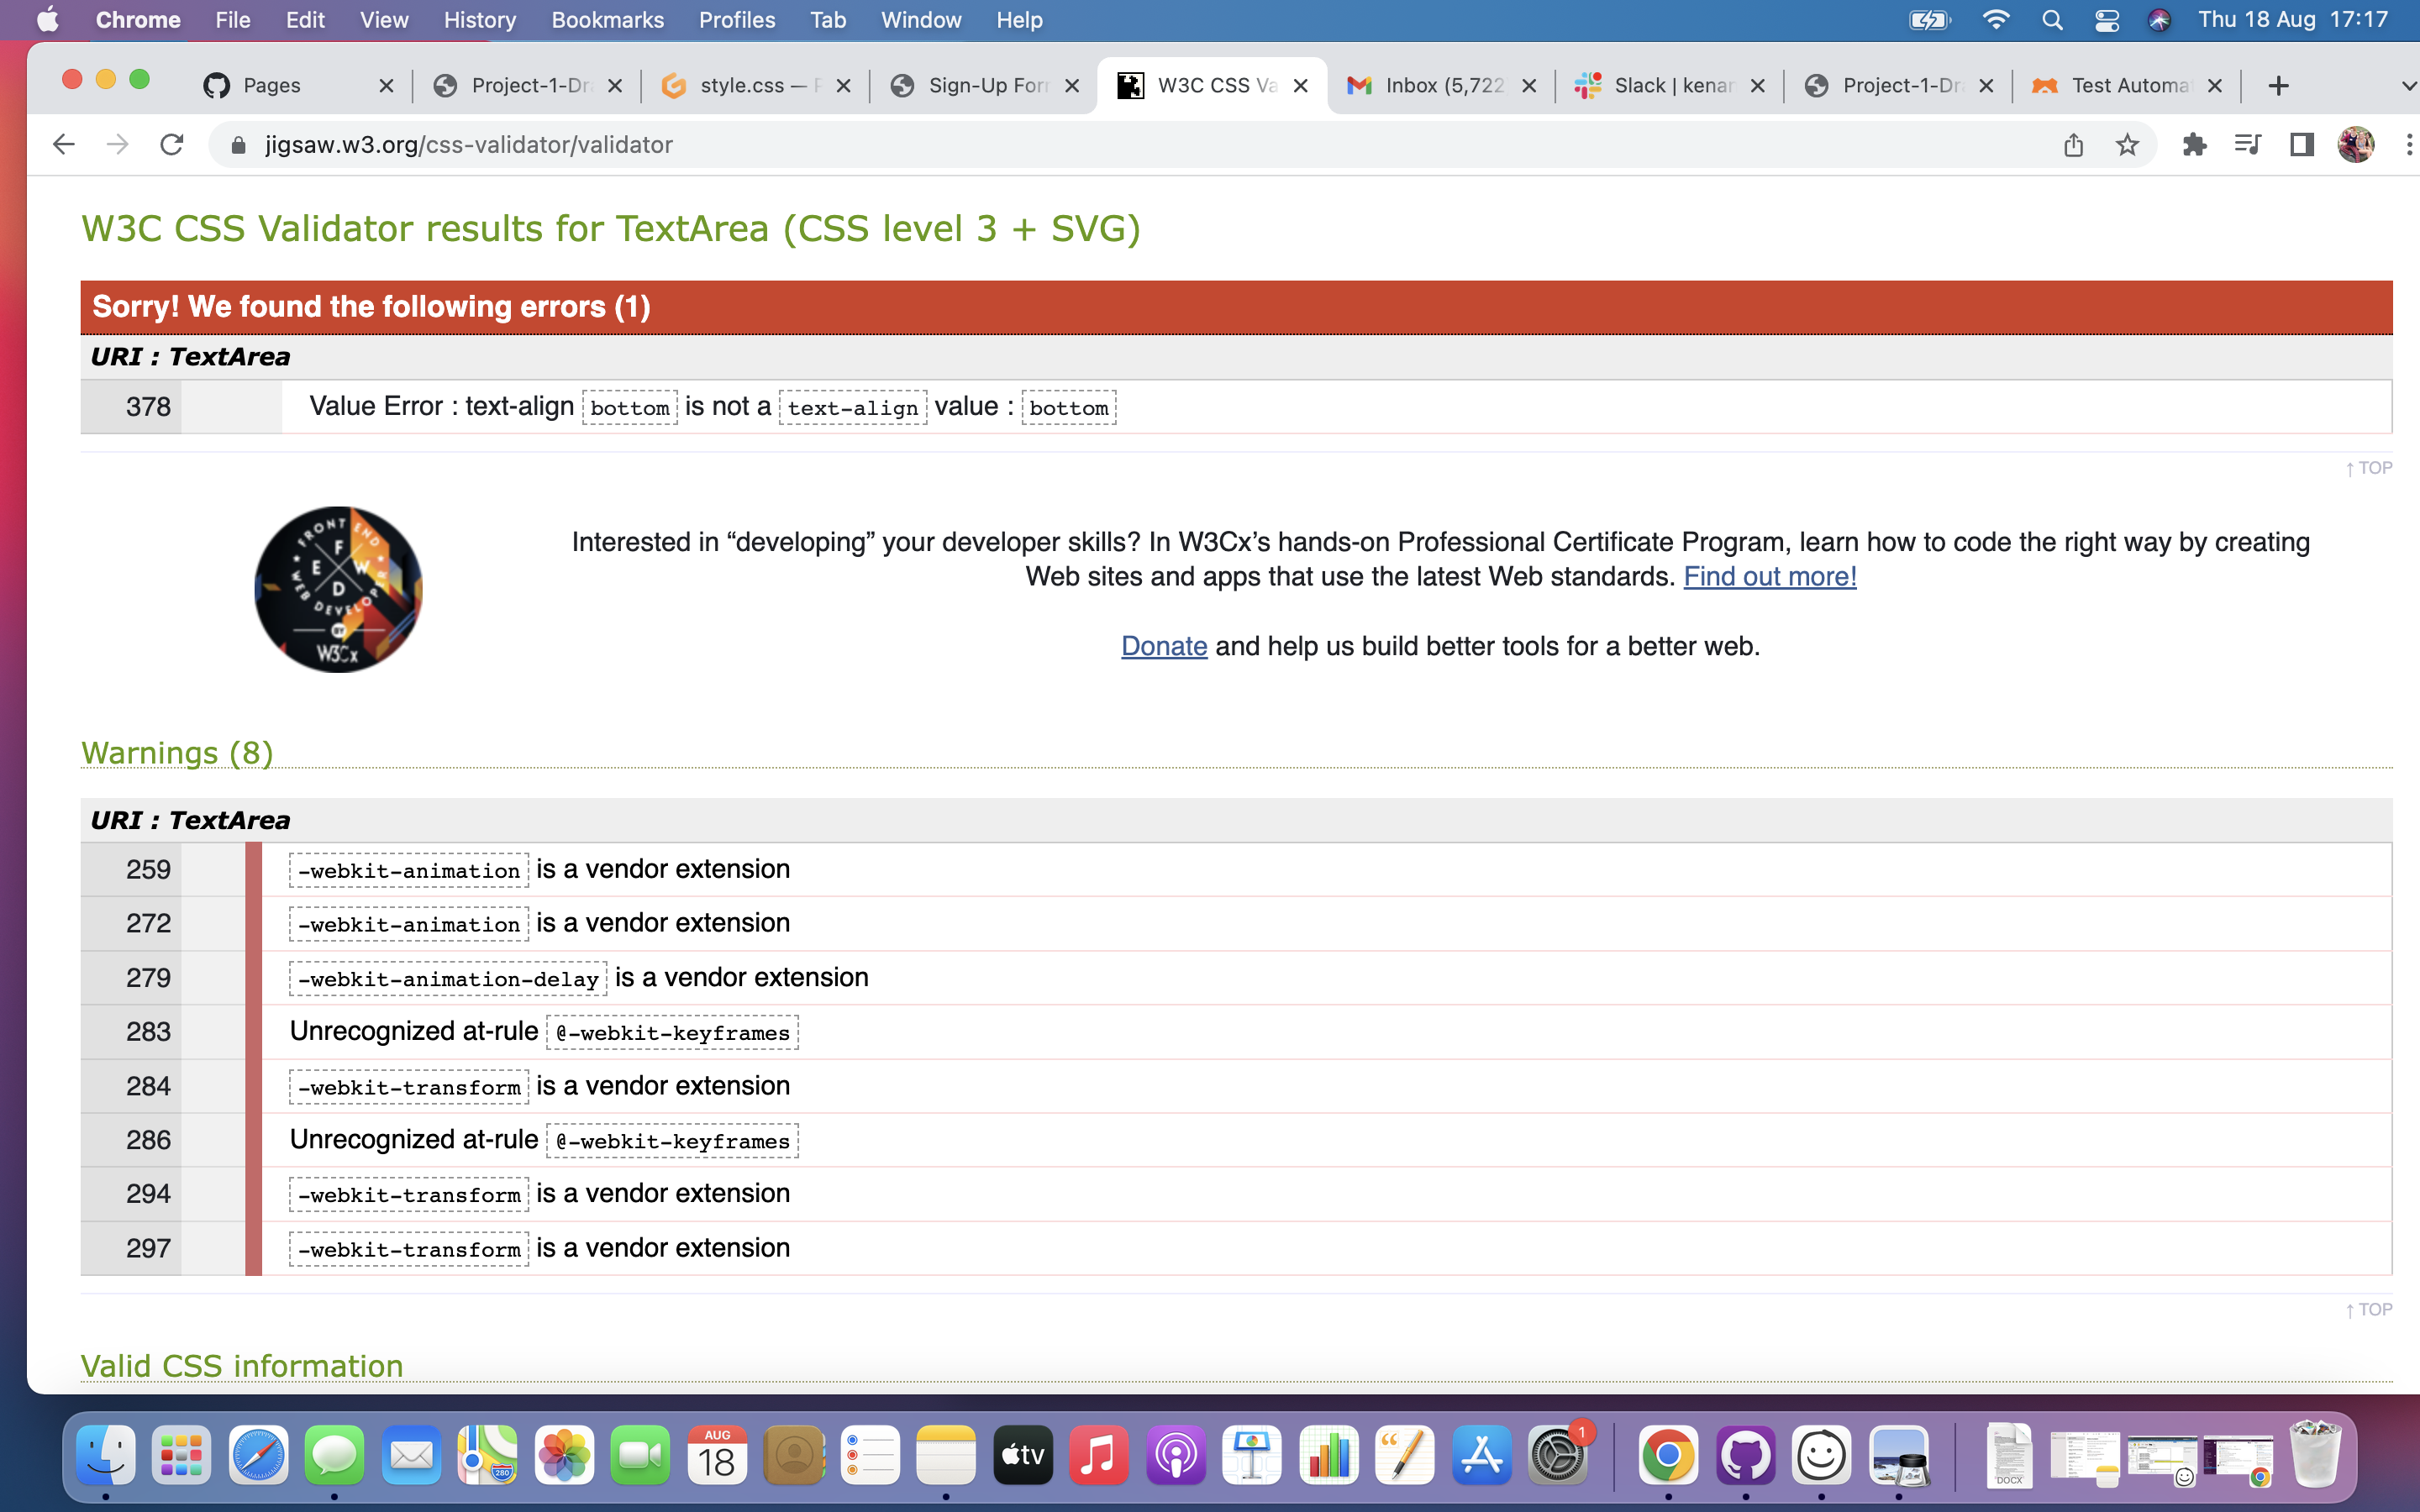 Chrome File Edit View History Bookmarks Profiles Tab Window Help Thu 18 Aug 17:17
Pages Project-1-Dr style.css — Sign-Up For W3C CSS Va Inbox (5,722 Slack | kenan Project-1-Dr Test Automa
jigsaw.w3.org/css-validator/validator
W3C CSS Validator results for TextArea (CSS level 3 + SVG)
Sorry! We found the following errors (1)
URI : TextArea
378 Value Error : text-align bottom is not a text-align value : bottom
↑ TOP
FRONT END
F
E W
D
WEB DEVELOPER
BY
W3Cx
Interested in “developing” your developer skills? In W3Cx’s hands-on Professional Certificate Program, learn how to code the right way by creating
Web sites and apps that use the latest Web standards. Find out more!
Donate and help us build better tools for a better web.
Warnings (8)
URI : TextArea
259 -webkit-animation is a vendor extension
272 -webkit-animation is a vendor extension
279 -webkit-animation-delay is a vendor extension
283 Unrecognized at-rule @-webkit-keyframes
284 -webkit-transform is a vendor extension
286 Unrecognized at-rule @-webkit-keyframes
294 -webkit-transform is a vendor extension
297 -webkit-transform is a vendor extension
↑ TOP
Valid CSS information
280
AUG
18
tv
1
DOCX